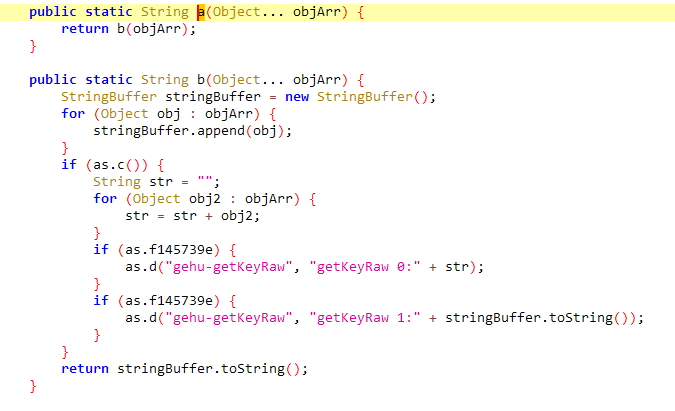 public static String a(Object... objArr) {
    return b(objArr);
}

public static String b(Object... objArr) {
    StringBuffer stringBuffer = new StringBuffer();
    for (Object obj : objArr) {
        stringBuffer.append(obj);
    }
    if (as.c()) {
        String str = "";
        for (Object obj2 : objArr) {
            str = str + obj2;
        }
        if (as.f145739e) {
            as.d("gehu-getKeyRaw", "getKeyRaw 0:" + str);
        }
        if (as.f145739e) {
            as.d("gehu-getKeyRaw", "getKeyRaw 1:" + stringBuffer.toString());
        }
    }
    return stringBuffer.toString();
}